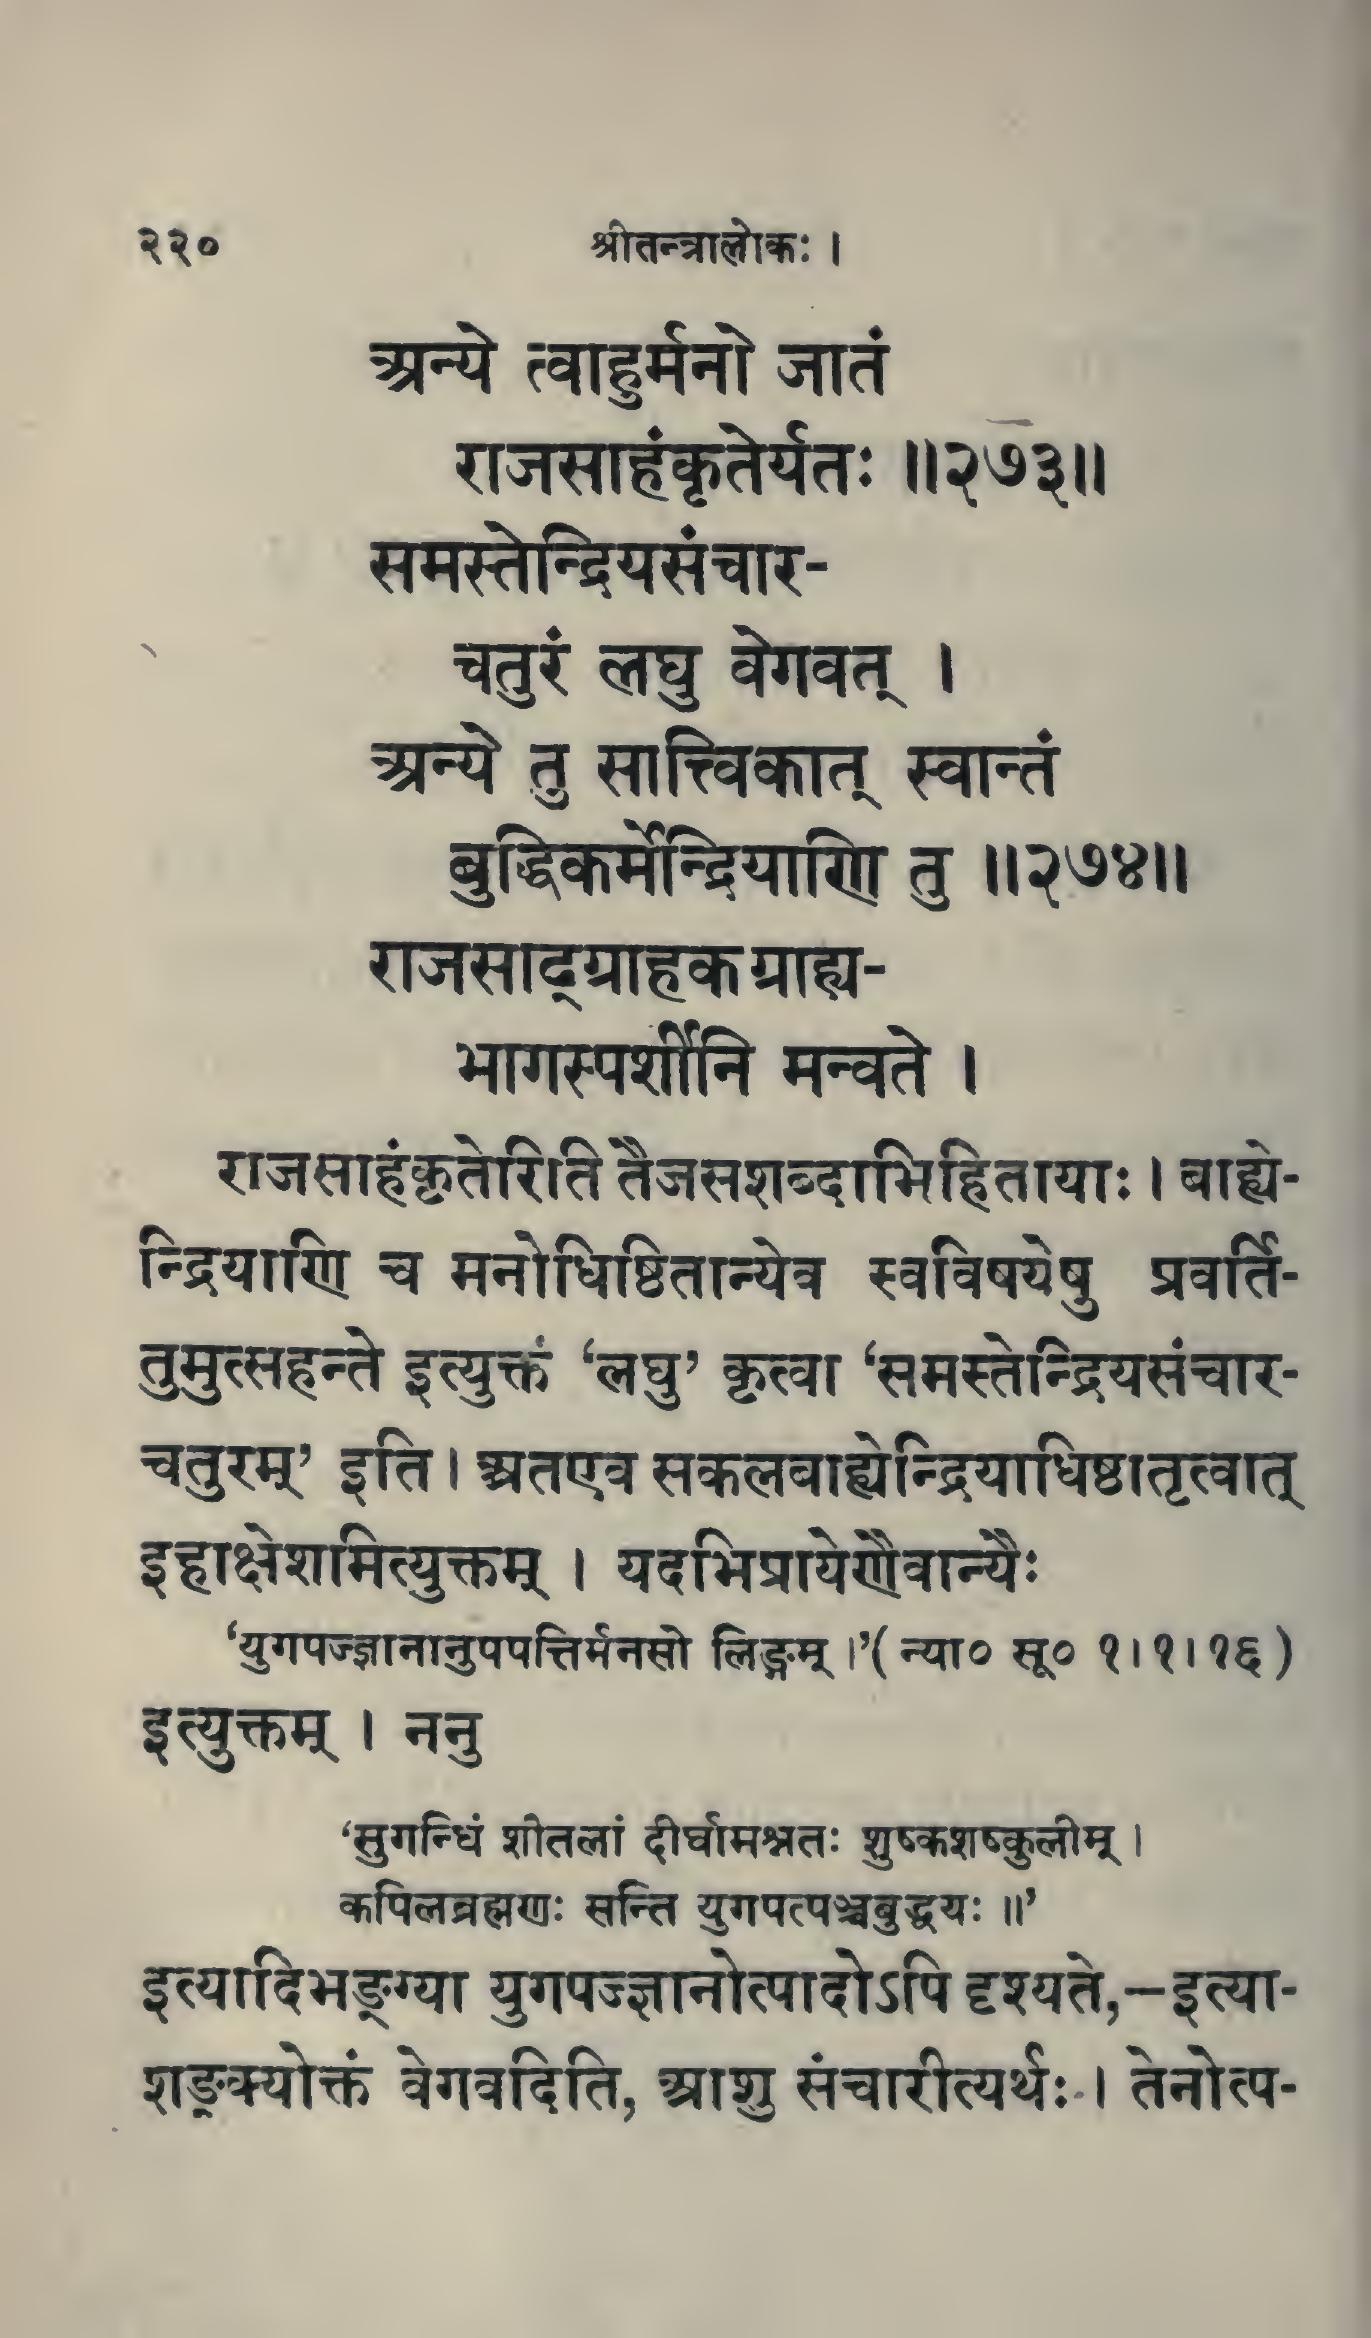 २२० श्रीतन्त्रालोकः ।
अन्ये त्वाहुर्मनो जातं
राजसाहंकृतेर्यतः ॥२७३॥
समस्तेन्द्रियसंचार-
चतुरं लघु वेगवत् ।
अन्ये तु सात्त्विकात् स्वान्तं
बुद्धिकर्मेन्द्रियाणि तु ॥२७४॥
राजसाद्ग्राहकग्राह्य-
भागस्पर्शीनि मन्वते ।
राजसाहंकृतेरिति तैजसशब्दाभिहितायाः । बाह्ये-
न्द्रियाणि च मनोधिष्ठितान्येव स्वविषयेषु प्रवर्ति-
तुमुत्सहन्ते इत्युक्तं ‘लघु’ कृत्वा ‘समस्तेन्द्रियसंचार-
चतुरम्’ इति । अतएव सकलबाह्येन्द्रियाधिष्ठातृत्वात्
इहाक्षेशमित्युक्तम् । यदभिप्रायेणैवान्यैः
‘युगपज्ज्ञानानुपपत्तिर्मनसो लिङ्गम् ।’ ( न्या० सू० १।१।१६ )
इत्युक्तम् । ननु
‘सुगन्धिं शीतलां दीर्घामश्नतः शुष्कशष्कुलीम् ।
कपिलब्रह्मणः सन्ति युगपत्पञ्चबुद्धयः ॥’
इत्यादिभङ्ग्या युगपज्ज्ञानोत्पादोऽपि दृश्यते,—इत्या-
शङ्क्योक्तं वेगवदिति, आशु संचारीत्यर्थः । तेनोत्प-